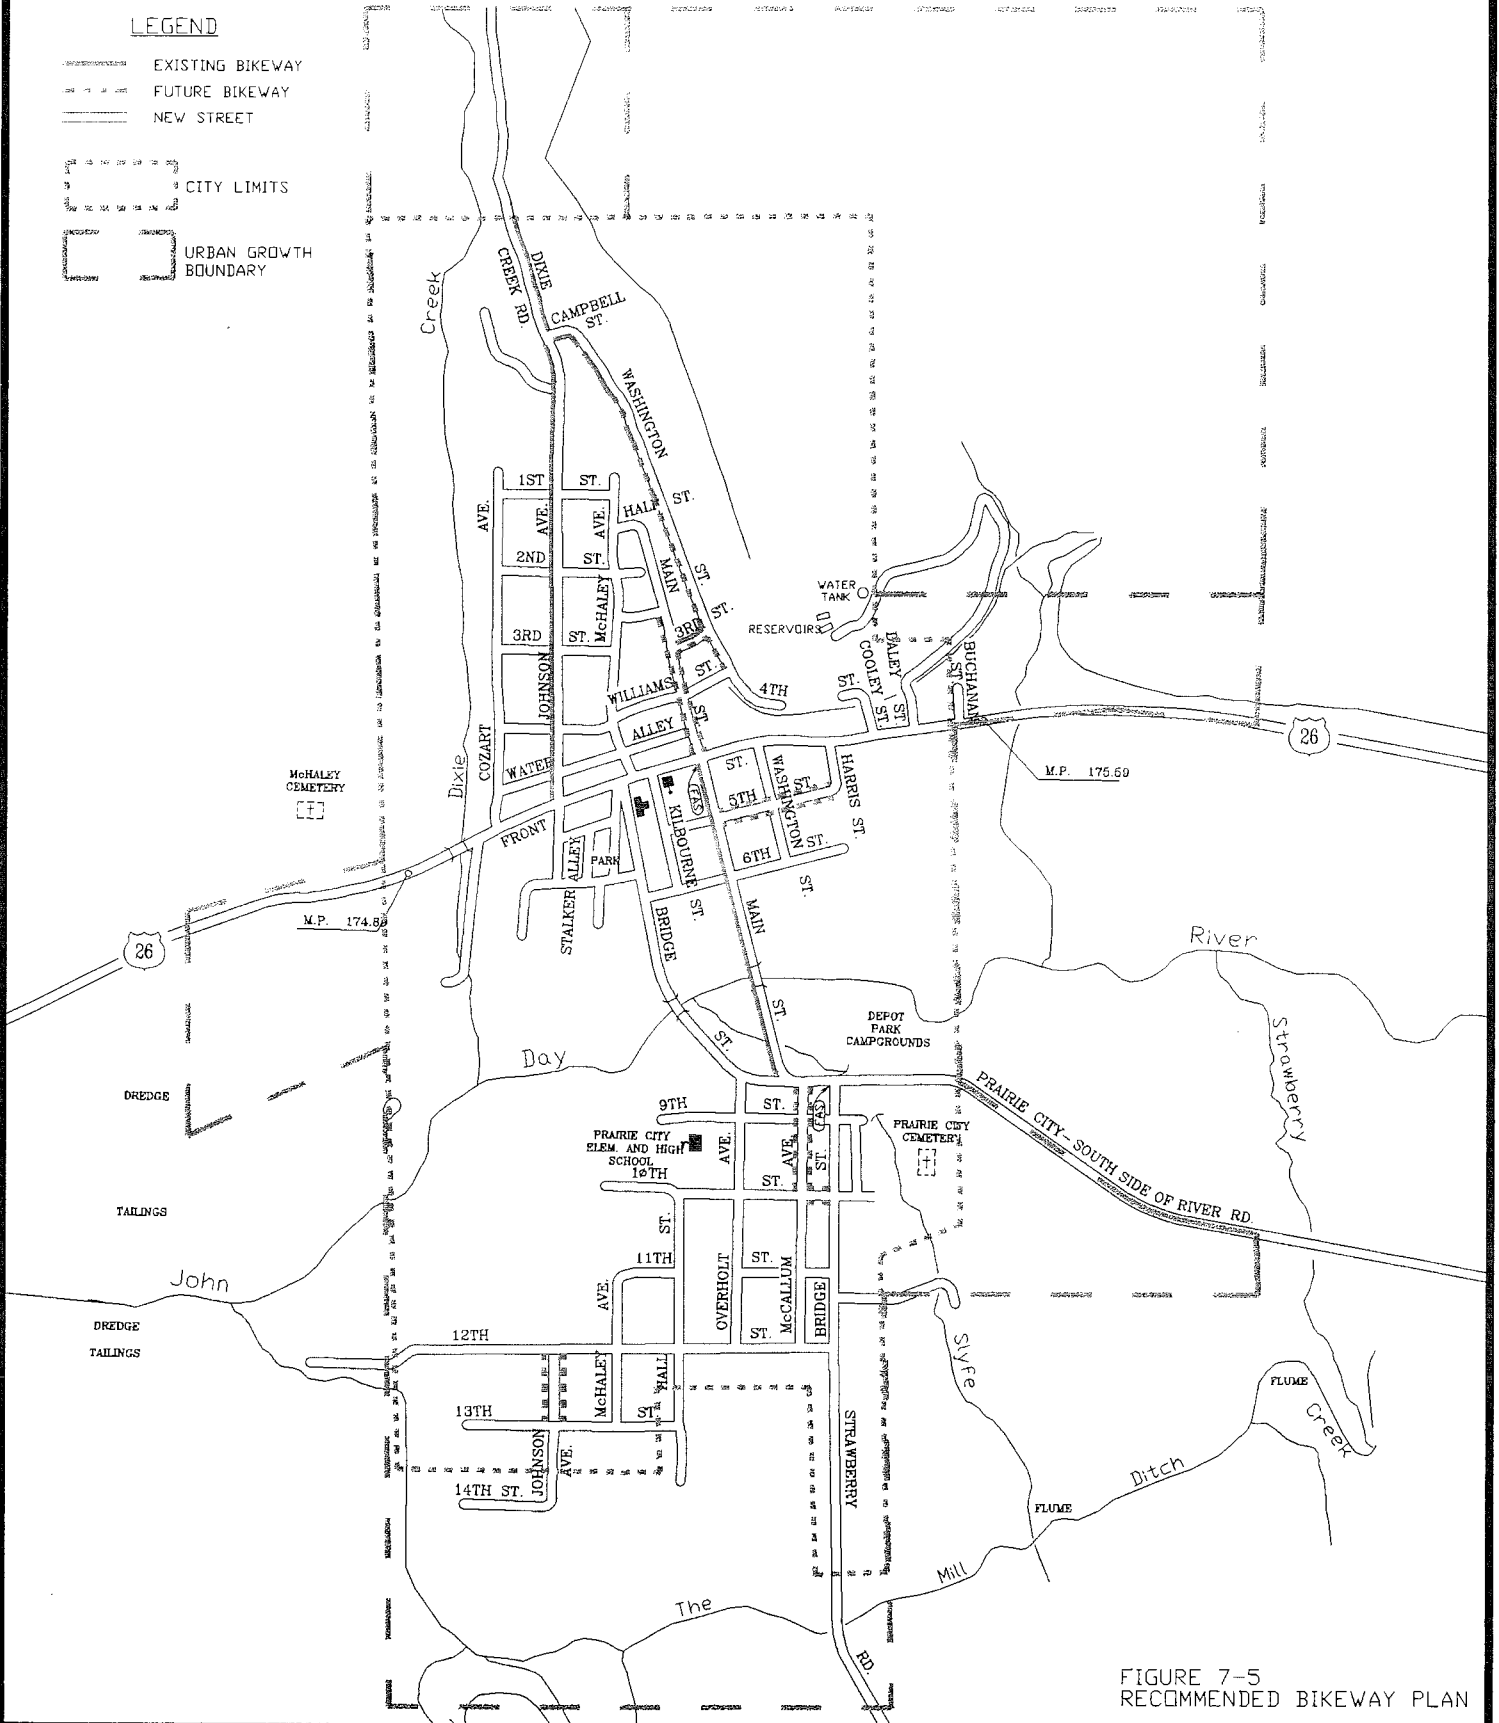 LEGEND
EXISTING BIKEWAY
FUTURE BIKEWAY
NEW STREET
CITY LIMITS
URBAN GROWTH
BOUNDARY
Creek
DIXIE
CREEK RD.
CAMPBELL
ST.
WASHINGTON
ST.
1ST ST.
AVE.
AVE.
AVE.
HALL ST.
2ND ST.
MAIN
ST.
McHALEY
WATER
TANK
RESERVOIRS
3RD ST.
3RD ST.
DALEY
ST.
COOLEY ST.
BUCHANAN
ST.
JOHNSON
WILLIAMS ST.
4TH ST.
ST.
ALLEY
WATER
COZART
Dixie
26
M.P. 175.69
McHALEY
CEMETERY
ST.
WASHINGTON
ST.
HARRIS ST.
FAS
5TH ST.
KILBOURNE ST.
FRONT
6TH ST.
PARK
STALKER ALLEY
M.P. 174.8
26
BRIDGE
ST.
MAIN
ST.
River
DEPOT
PARK
CAMPGROUNDS
Strawberry
Day
DREDGE
TAILINGS
9TH ST.
FAS
PRAIRIE CITY - SOUTH SIDE OF RIVER RD.
PRAIRIE CITY
CEMETERY
PRAIRIE CITY
ELEM. AND HIGH
SCHOOL
AVE.
AVE.
ST.
10TH ST.
ST.
11TH ST.
John
AVE.
OVERHOLT
McCALLUM
BRIDGE
DREDGE
TAILINGS
12TH ST.
Slyfe
McHALEY
HALL
FLUME
Creek
13TH ST.
JOHNSON
AVE.
STRAWBERRY
14TH ST.
Ditch
FLUME
Mill
The
RD.
FIGURE 7-5
RECOMMENDED BIKEWAY PLAN